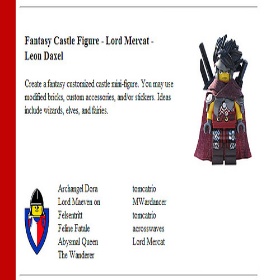 Fantasy Castle Figure - Lord Mercat -
Leon Daxel
Create a fantasy customized castle mini-figure. You may use
modified bricks, custom accessories, and/or stickers. Ideas
include wizards, elves, and fairies.
Archangel Dora tomcatrio
Lord Maeven on MWardancer
Felsentritt tomcatrio
Feline Fatale acrosswaves
Abysmal Queen Lord Mercat
The Wanderer